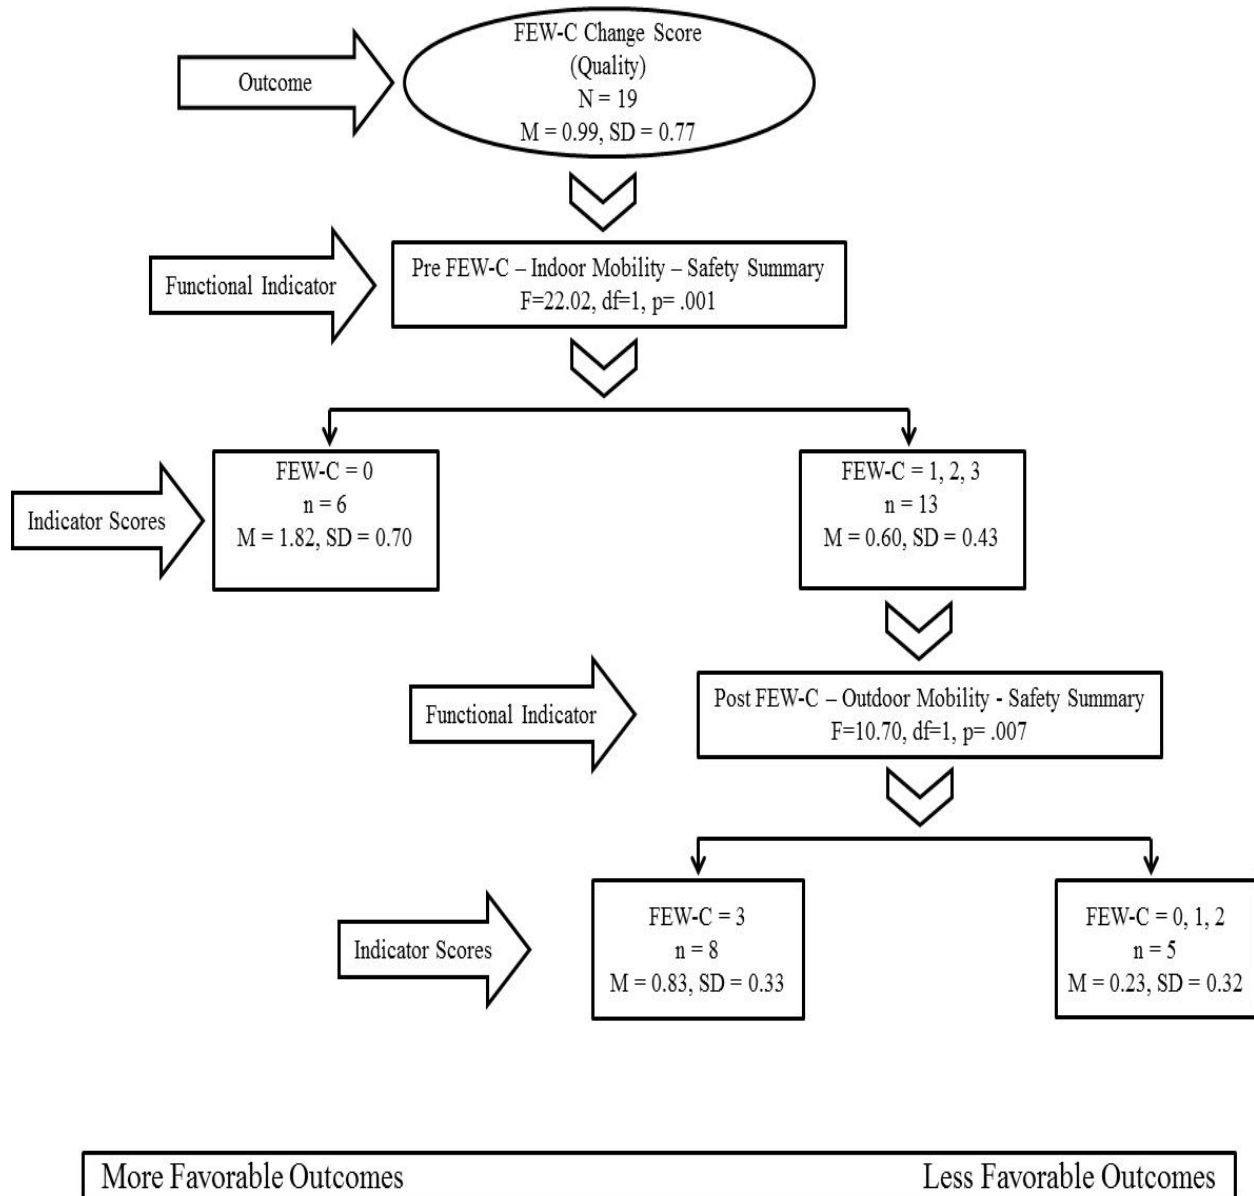 Outcome
FEW-C Change Score
(Quality)
N = 19
M = 0.99, SD = 0.77
Functional Indicator
Pre FEW-C – Indoor Mobility – Safety Summary
F=22.02, df=1, p= .001
Indicator Scores
FEW-C = 0
n = 6
M = 1.82, SD = 0.70
FEW-C = 1, 2, 3
n = 13
M = 0.60, SD = 0.43
Functional Indicator
Post FEW-C – Outdoor Mobility - Safety Summary
F=10.70, df=1, p= .007
Indicator Scores
FEW-C = 3
n = 8
M = 0.83, SD = 0.33
FEW-C = 0, 1, 2
n = 5
M = 0.23, SD = 0.32
More Favorable Outcomes
Less Favorable Outcomes